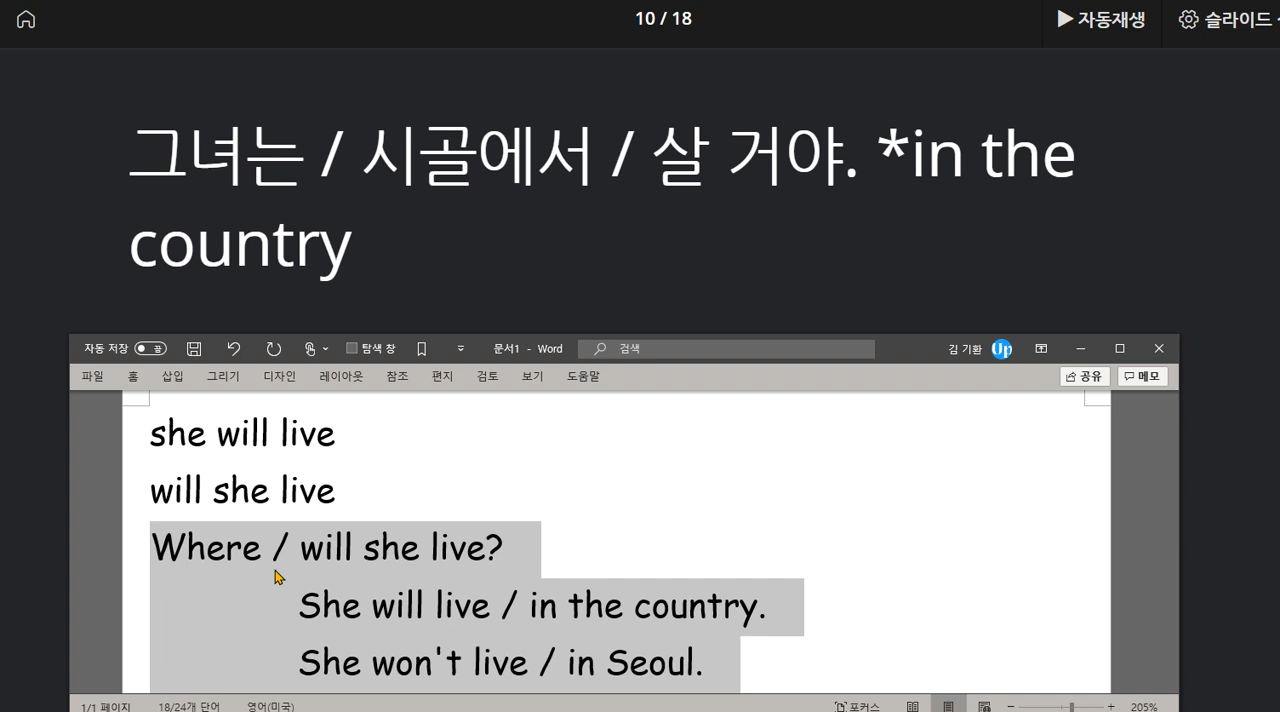 10 / 18
자동재생
슬라이드
그녀는 / 시골에서 / 살 거야. *in the
country
자동 저장 끔 탐색 창 문서1 - Word 검색 김 기환 Up
파일 홈 삽입 그리기 디자인 레이아웃 참조 편지 검토 보기 도움말 공유 메모
she will live
will she live
Where / will she live?
She will live / in the country.
She won't live / in Seoul.
1/1 페이지 18/24개 단어 영어(미국) 포커스 205%